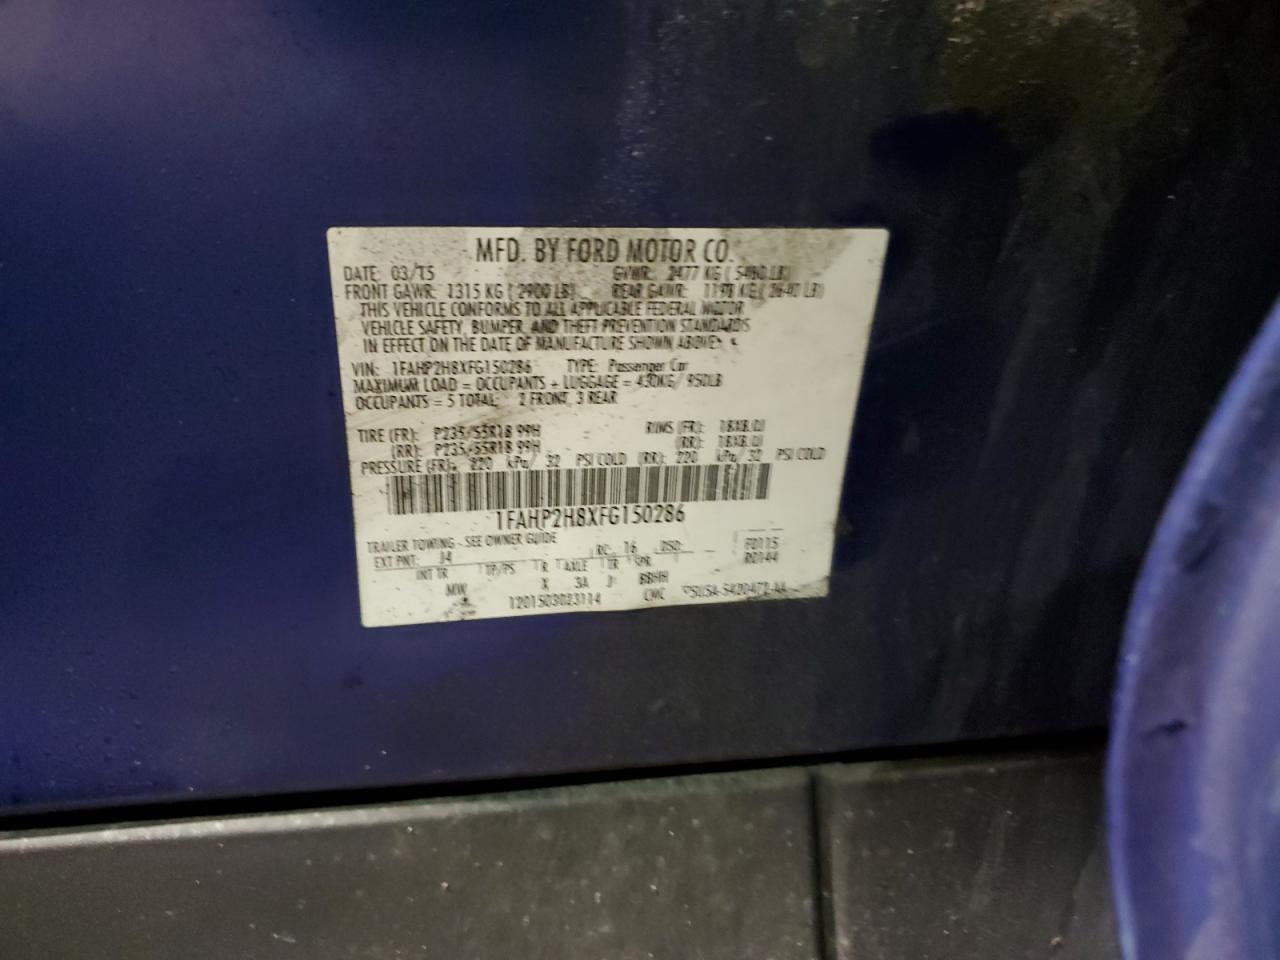 MFD. BY FORD MOTOR CO.
DATE: 03/15 GVWR: 2477 KG ( 5460 LB)
FRONT GAWR: 1315 KG ( 2900 LB) REAR GAWR: 1198 KG ( 2640 LB)
THIS VEHICLE CONFORMS TO ALL APPLICABLE FEDERAL MOTOR
VEHICLE SAFETY, BUMPER, AND THEFT PREVENTION STANDARDS
IN EFFECT ON THE DATE OF MANUFACTURE SHOWN ABOVE.
VIN: 1FAHP2H8XFG150286 TYPE: Passenger Car
MAXIMUM LOAD = OCCUPANTS + LUGGAGE = 430KG/ 950LB
OCCUPANTS = 5 TOTAL: 2 FRONT, 3 REAR
TIRE (FR): P235/55R18 99H RIMS (FR): 18X8.0J
(RR): P235/55R18 99H (RR): 18X8.0J
PRESSURE (FR): 220 kPa/ 32 PSI COLD (RR): 220 kPa/ 32 PSI COLD
1FAHP2H8XFG150286
TRAILER TOWING - SEE OWNER GUIDE
EXT PNT: J4 RC: 16 DSO: F0115
INT TR TP/PS TR AXLE TR SPR R0144
MW X 3A J BBHH
1201503023114 CMC